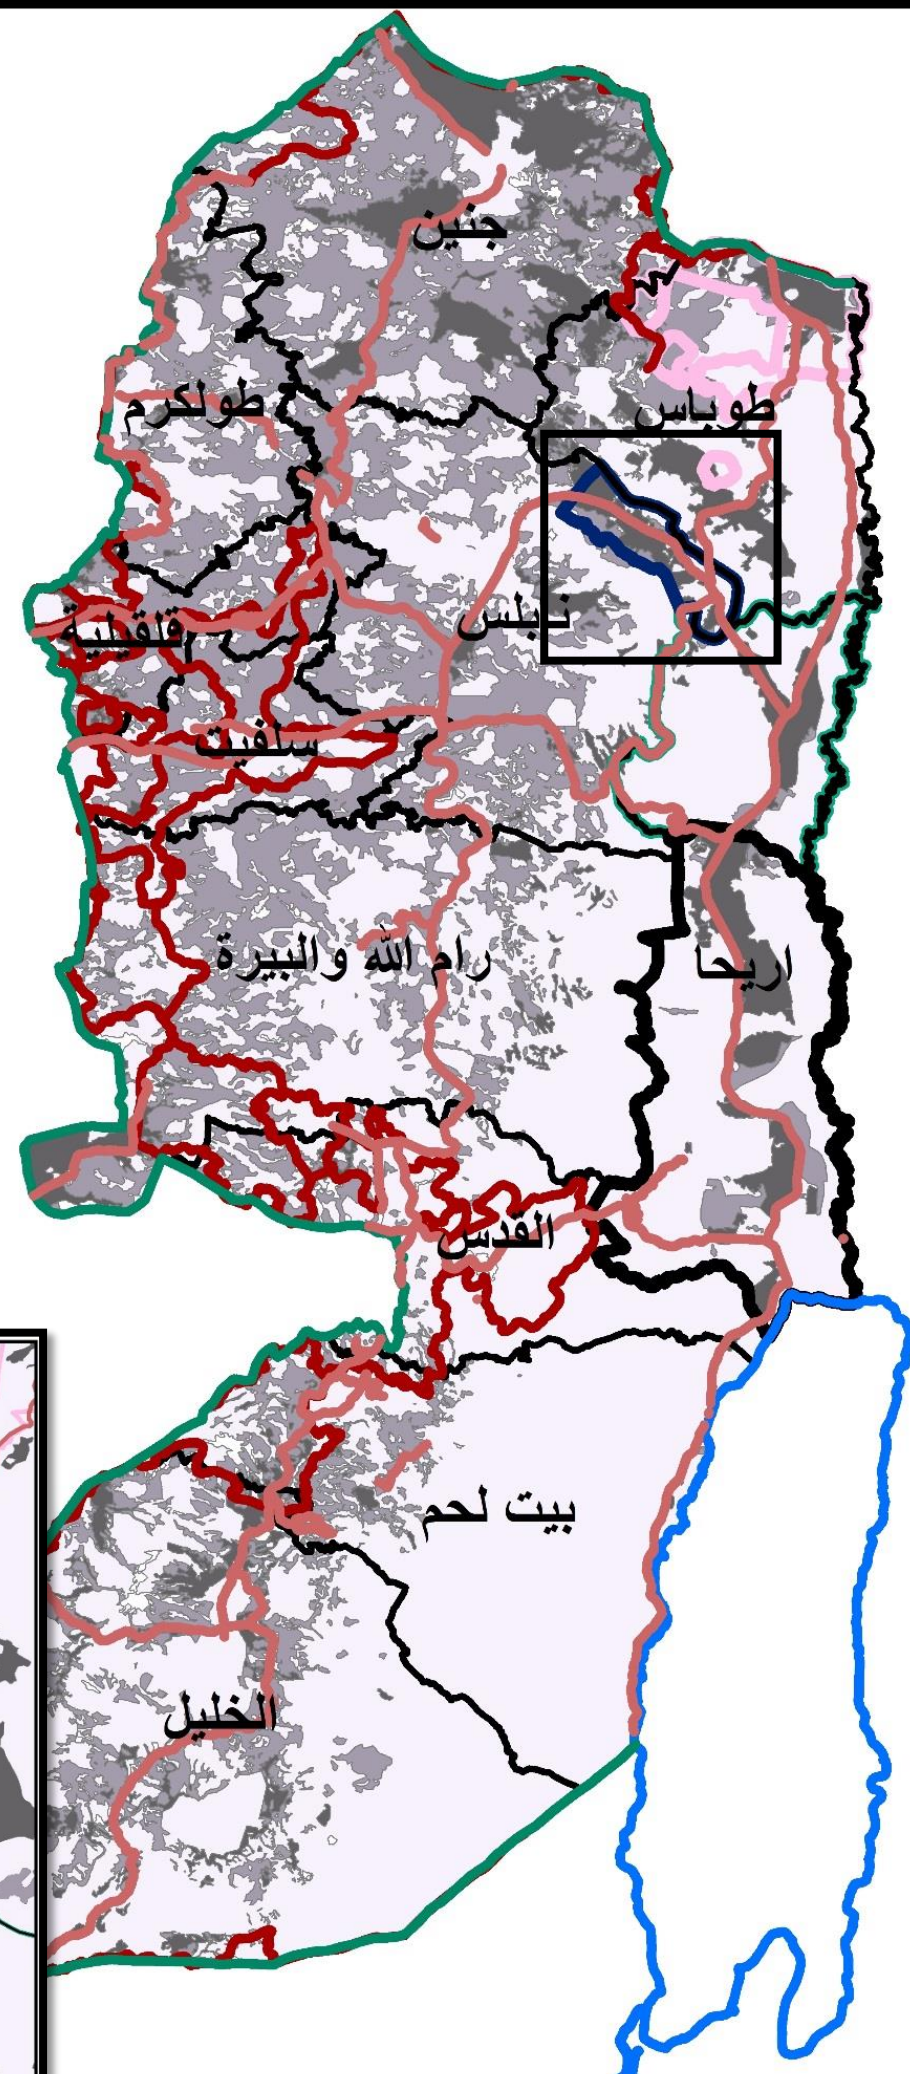 جنين
طوباس
طولكرم
نابلس
قلقيلية
سلفيت
رام الله والبيرة
اريحا
القدس
بيت لحم
الخليل